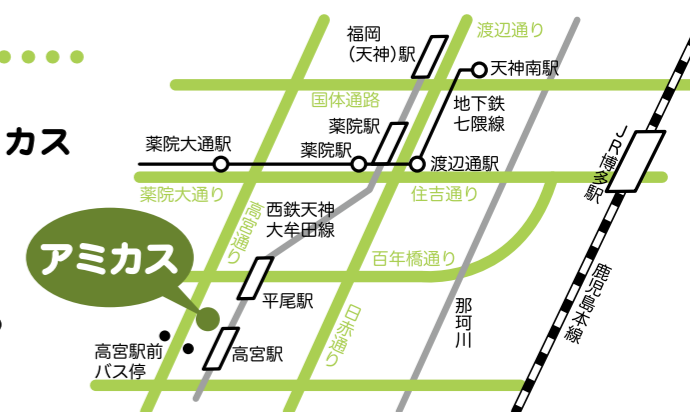 福岡
(天神)駅
渡辺通り
天神南駅
国体通路
地下鉄
七隈線
カス
薬院駅
薬院大通駅
薬院駅
渡辺通駅
JR博多駅
薬院大通り
住吉通り
高宮通り
西鉄天神
大牟田線
アミカス
百年橋通り
鹿児島本線
平尾駅
那珂川
日赤通り
高宮駅前
バス停
高宮駅